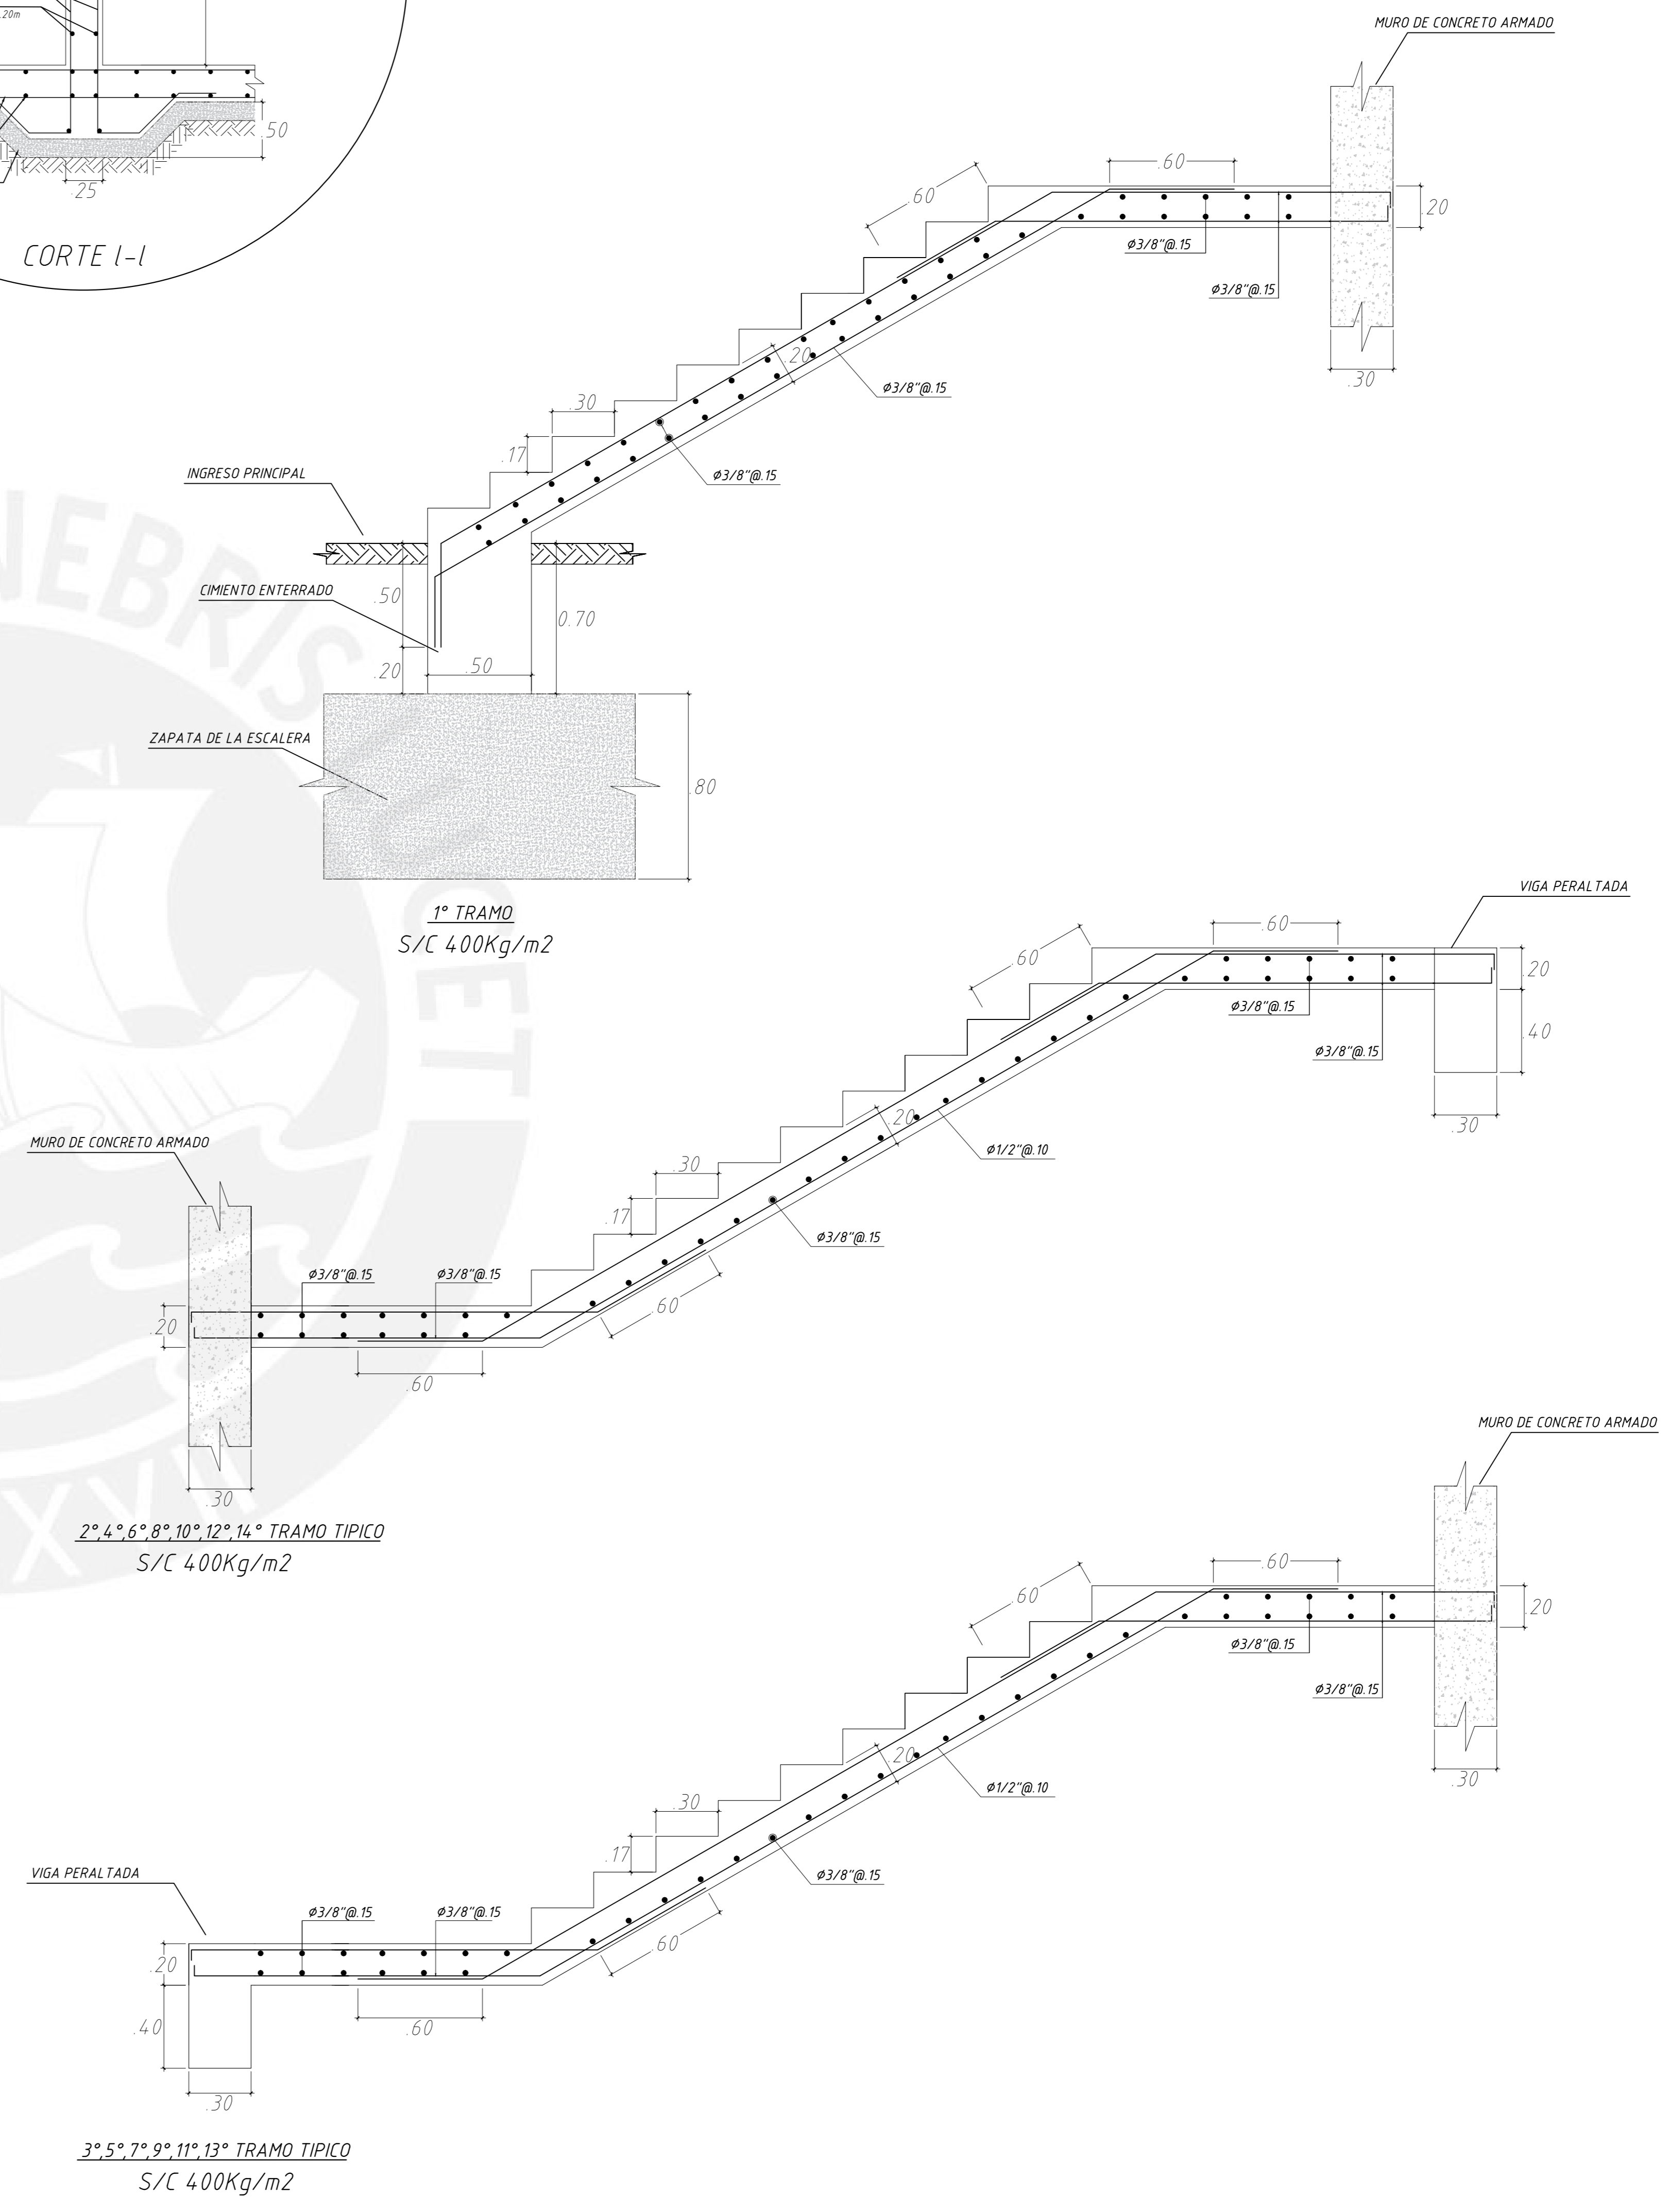 .20m
.50
.25
CORTE l-l
MURO DE CONCRETO ARMADO
.60
.60
.20
Ø3/8"@.15
Ø3/8"@.15
.30
.20
Ø3/8"@.15
.30
.17
Ø3/8"@.15
INGRESO PRINCIPAL
CIMIENTO ENTERRADO
.50
0.70
.20
.50
ZAPATA DE LA ESCALERA
.80
1° TRAMO
S/C 400Kg/m2
VIGA PERALTADA
.60
.60
.20
Ø3/8"@.15
.40
Ø3/8"@.15
.30
.20
Ø1/2"@.10
MURO DE CONCRETO ARMADO
.30
.17
Ø3/8"@.15
Ø3/8"@.15
Ø3/8"@.15
.20
.60
.60
.30
2°,4°,6°,8°,10°,12°,14° TRAMO TIPICO
S/C 400Kg/m2
MURO DE CONCRETO ARMADO
.60
.60
.20
Ø3/8"@.15
Ø3/8"@.15
.30
.20
Ø1/2"@.10
.30
.17
Ø3/8"@.15
VIGA PERALTADA
Ø3/8"@.15
Ø3/8"@.15
.20
.60
.40
.60
.30
3°,5°,7°,9°,11°,13° TRAMO TIPICO
S/C 400Kg/m2
NEBRIS
CET
XVII